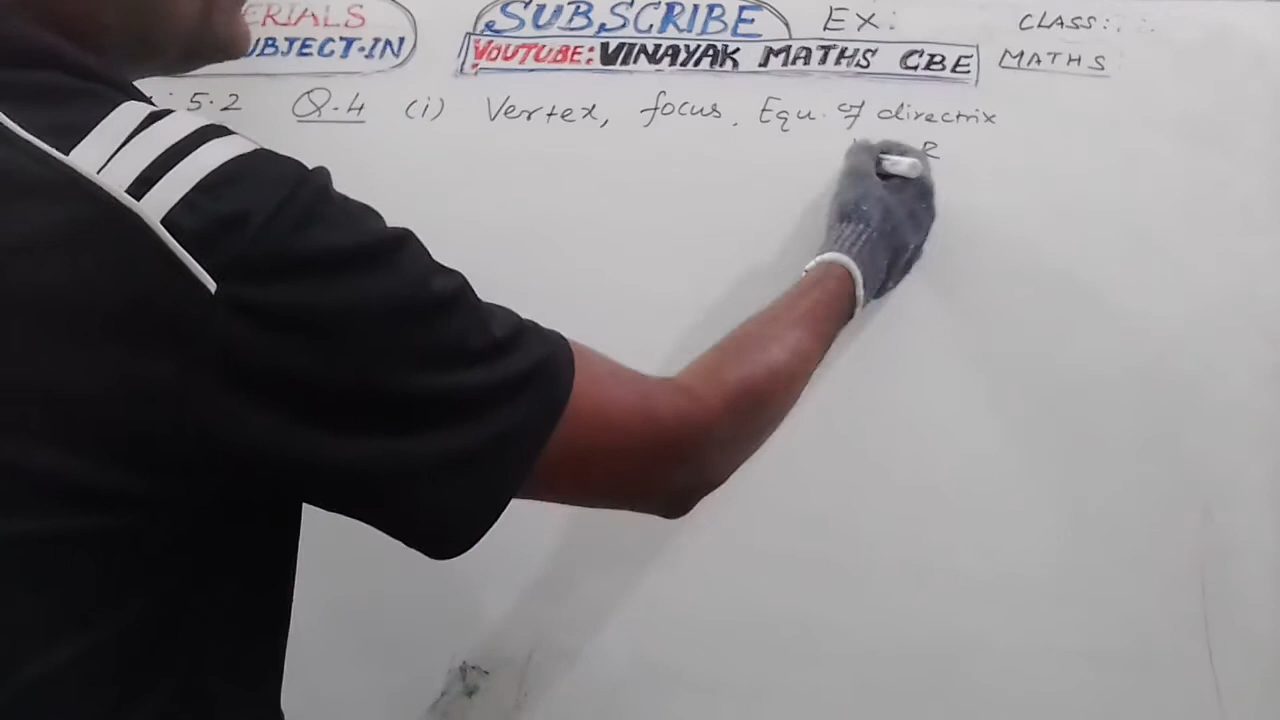 ERIALS SUBSCRIBE EX: CLASS:
UBJECT-IN YOUTUBE: VINAYAK MATHS CBE MATHS
: 5.2 Q.4 (i) Vertex, focus, Equ. of directrix
R